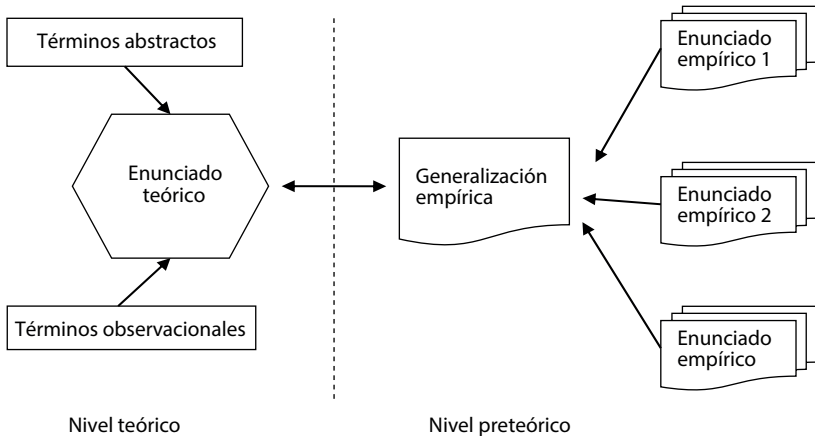 Términos abstractos
Enunciado
teórico
Términos observacionales
Nivel teórico
Generalización
empírica
Enunciado
empírico 1
Enunciado
empírico 2
Enunciado
empírico
Nivel preteórico